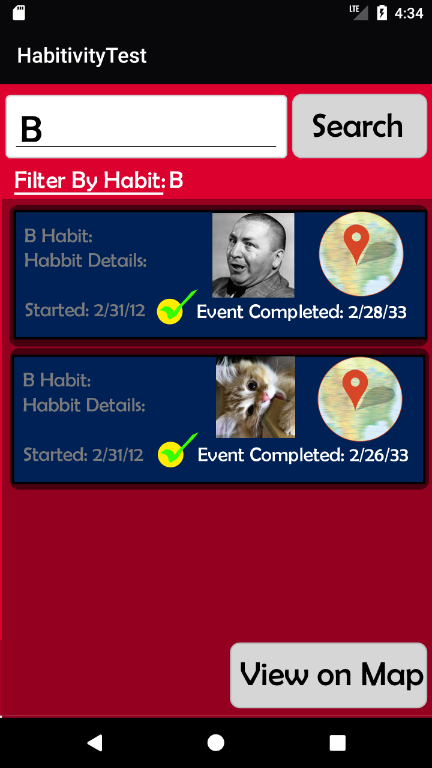 LTE 4:34
HabitivityTest
B Search
Filter By Habit: B
B Habit:
Habbit Details:
Started: 2/31/12 Event Completed: 2/28/33
B Habit:
Habbit Details:
Started: 2/31/12 Event Completed: 2/26/33
View on Map